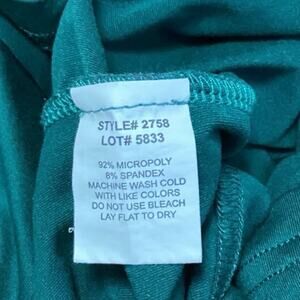 STYLE# 2758
LOT# 5833
92% MICROPOLY
8% SPANDEX
MACHINE WASH COLD
WITH LIKE COLORS
DO NOT USE BLEACH
LAY FLAT TO DRY